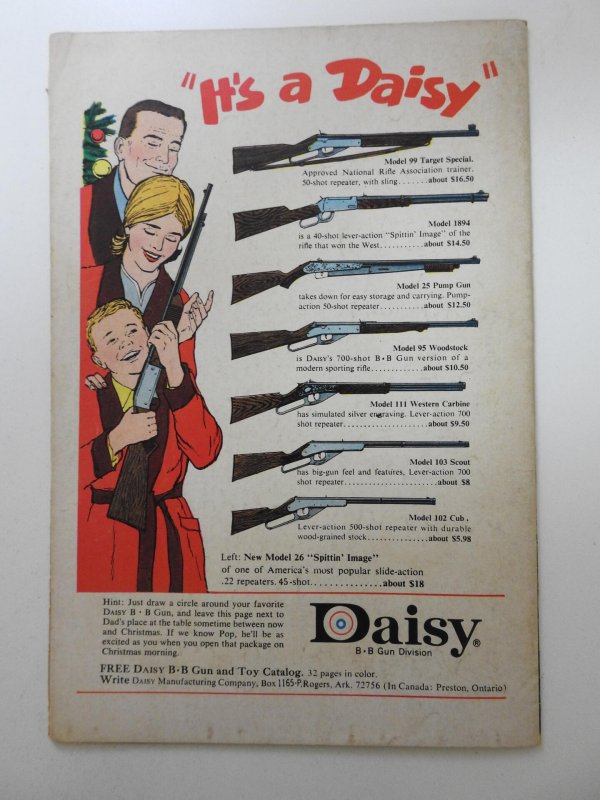 "It's a Daisy"
Model 99 Target Special.
Approved National Rifle Association trainer.
50-shot repeater, with sling.......about $16.50
Model 1894
is a 40-shot lever-action "Spittin' Image" of the
rifle that won the West...........about $14.50
Model 25 Pump Gun
takes down for easy storage and carrying. Pump-
action 50-shot repeater...........about $12.50
Model 95 Woodstock
is DAISY'S 700-shot B•B Gun version of a
modern sporting rifle.............about $10.50
Model 111 Western Carbine
has simulated silver engraving. Lever-action 700
shot repeater.....................about $9.50
Model 103 Scout
has big-gun feel and features, Lever-action 700
shot repeater........................about $8
Model 102 Cub.
Lever-action 500-shot repeater with durable
wood-grained stock................about $5.98
Left: New Model 26 "Spittin' Image"
of one of America's most popular slide-action
.22 repeaters. 45-shot...............about $18
Hint: Just draw a circle around your favorite
DAISY B•B Gun, and leave this page next to
Dad's place at the table sometime between now
and Christmas. If we know Pop, he'll be as
excited as you when you open that package on
Christmas morning.
Daisy®
B•B Gun Division
FREE DAISY B•B Gun and Toy Catalog. 32 pages in color.
Write DAISY Manufacturing Company, Box 1165-P, Rogers, Ark. 72756 (In Canada: Preston, Ontario)